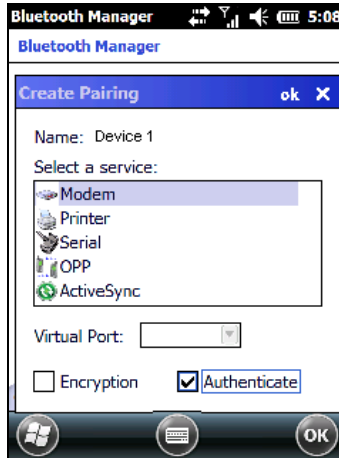 Bluetooth Manager 5:08
Bluetooth Manager
Create Pairing ok X
Name: Device 1
Select a service:
Modem
Printer
Serial
OPP
ActiveSync
Virtual Port:
Encryption Authenticate
OK